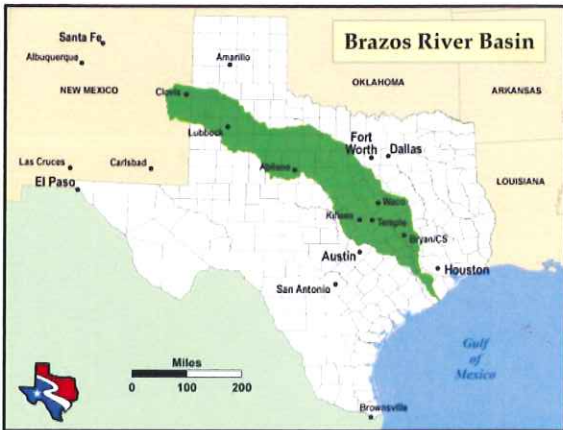 Brazos River Basin
Santa Fe
Albuquerque
Amarillo
OKLAHOMA
ARKANSAS
NEW MEXICO
Clovis
Lubbock
Fort
Worth
Dallas
Las Cruces
Carlsbad
Abilene
LOUISIANA
El Paso
Waco
Killeen
Temple
Bryan/CS
Austin
Houston
San Antonio
Gulf
of
Mexico
Miles
0 100 200
Brownsville